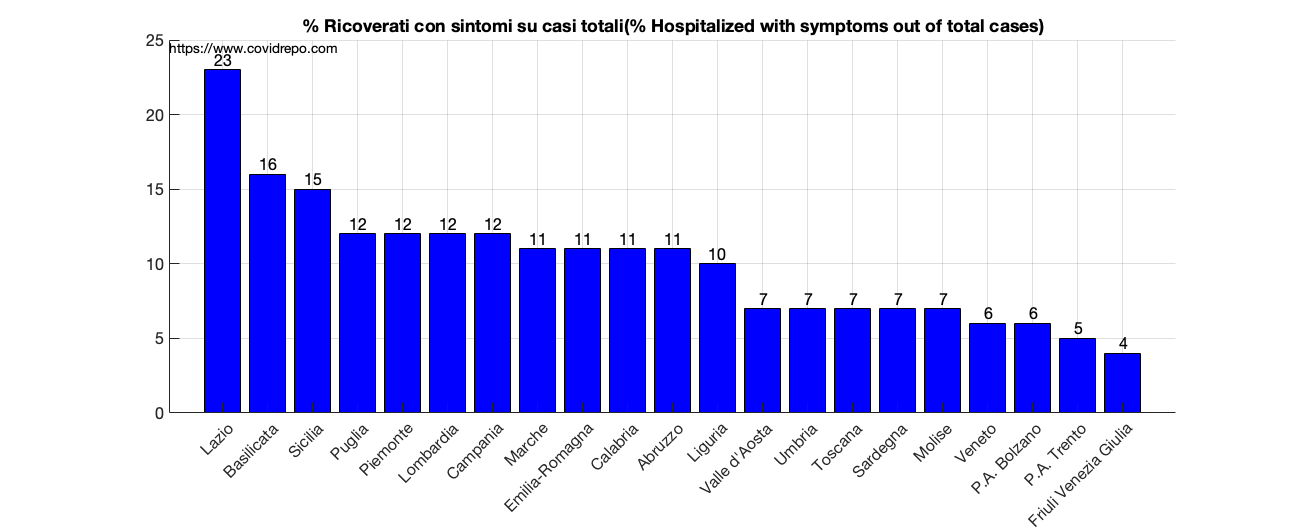 % Ricoverati con sintomi su casi totali(% Hospitalized with symptoms out of total cases)
https://www.covidrepo.com
25
20
15
10
5
0
23
16
15
12
12
12
12
11
11
11
11
10
7
7
7
7
7
6
6
5
4
Lazio
Basilicata
Sicilia
Puglia
Piemonte
Lombardia
Campania
Marche
Emilia-Romagna
Calabria
Abruzzo
Liguria
Valle d'Aosta
Umbria
Toscana
Sardegna
Molise
Veneto
P.A. Bolzano
P.A. Trento
Friuli Venezia Giulia